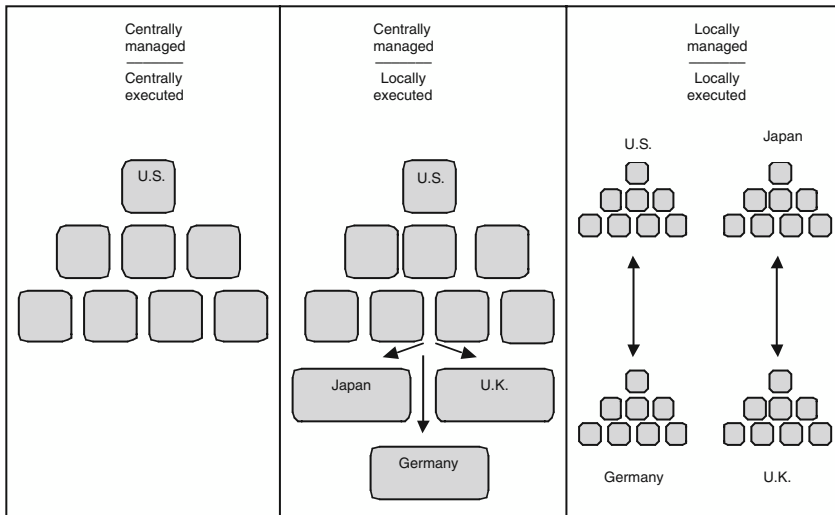 Centrally
managed
Centrally
executed
U.S.
Centrally
managed
Locally
executed
U.S.
Japan
U.K.
Germany
Locally
managed
Locally
executed
U.S.
Japan
Germany
U.K.